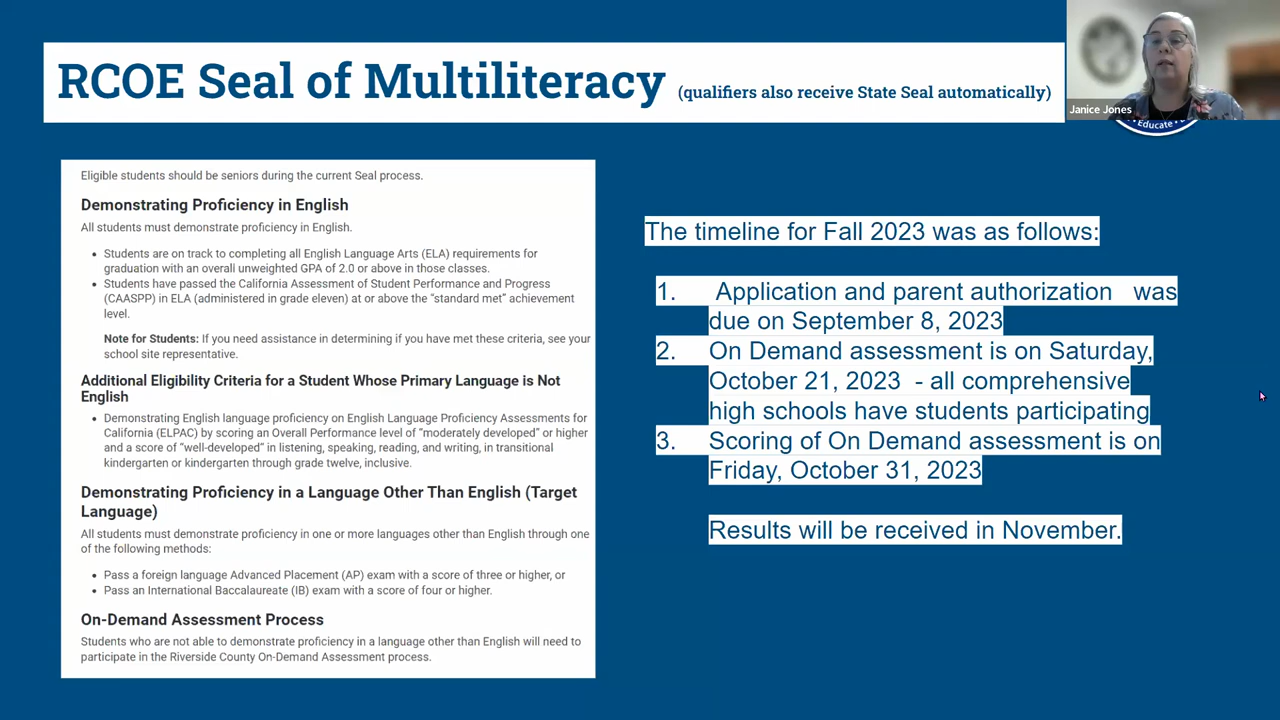 RCOE Seal of Multiliteracy (qualifiers also receive State Seal automatically)
Janice Jones
Educate
Eligible students should be seniors during the current Seal process.
Demonstrating Proficiency in English
All students must demonstrate proficiency in English.
• Students are on track to completing all English Language Arts (ELA) requirements for
graduation with an overall unweighted GPA of 2.0 or above in those classes.
• Students have passed the California Assessment of Student Performance and Progress
(CAASPP) in ELA (administered in grade eleven) at or above the “standard met” achievement
level.
Note for Students: If you need assistance in determining if you have met these criteria, see your
school site representative.
Additional Eligibility Criteria for a Student Whose Primary Language is Not
English
• Demonstrating English language proficiency on English Language Proficiency Assessments for
California (ELPAC) by scoring an Overall Performance level of “moderately developed” or higher
and a score of “well-developed” in listening, speaking, reading, and writing, in transitional
kindergarten or kindergarten through grade twelve, inclusive.
Demonstrating Proficiency in a Language Other Than English (Target
Language)
All students must demonstrate proficiency in one or more languages other than English through one
of the following methods:
• Pass a foreign language Advanced Placement (AP) exam with a score of three or higher, or
• Pass an International Baccalaureate (IB) exam with a score of four or higher.
On-Demand Assessment Process
Students who are not able to demonstrate proficiency in a language other than English will need to
participate in the Riverside County On-Demand Assessment process.
The timeline for Fall 2023 was as follows:
1. Application and parent authorization was
due on September 8, 2023
2. On Demand assessment is on Saturday,
October 21, 2023 - all comprehensive
high schools have students participating
3. Scoring of On Demand assessment is on
Friday, October 31, 2023
Results will be received in November.